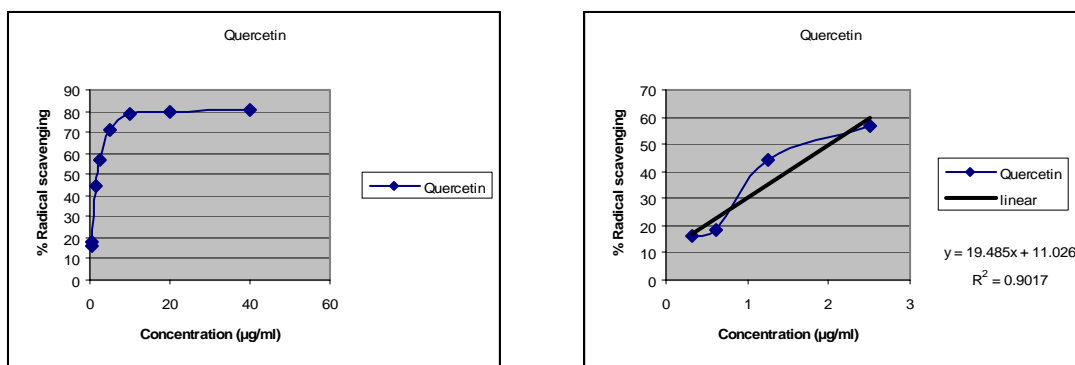 Quercetin
% Radical scavenging
90
80
70
60
50
40
30
20
10
0
0 20 40 60
Concentration (µg/ml)
Quercetin
Quercetin
% Radical scavenging
70
60
50
40
30
20
10
0
0 1 2 3
Concentration (µg/ml)
Quercetin
linear
y = 19.485x + 11.026
R² = 0.9017